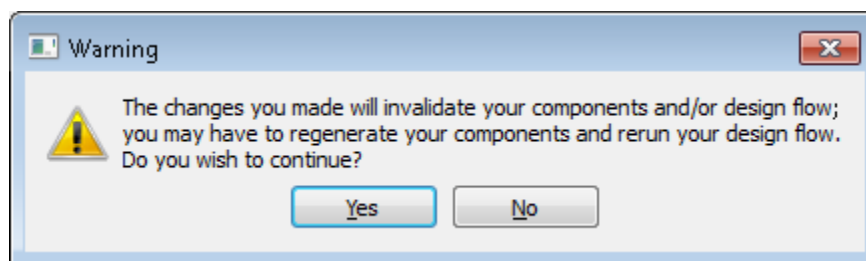 Warning
The changes you made will invalidate your components and/or design flow;
you may have to regenerate your components and rerun your design flow.
Do you wish to continue?
Yes
No